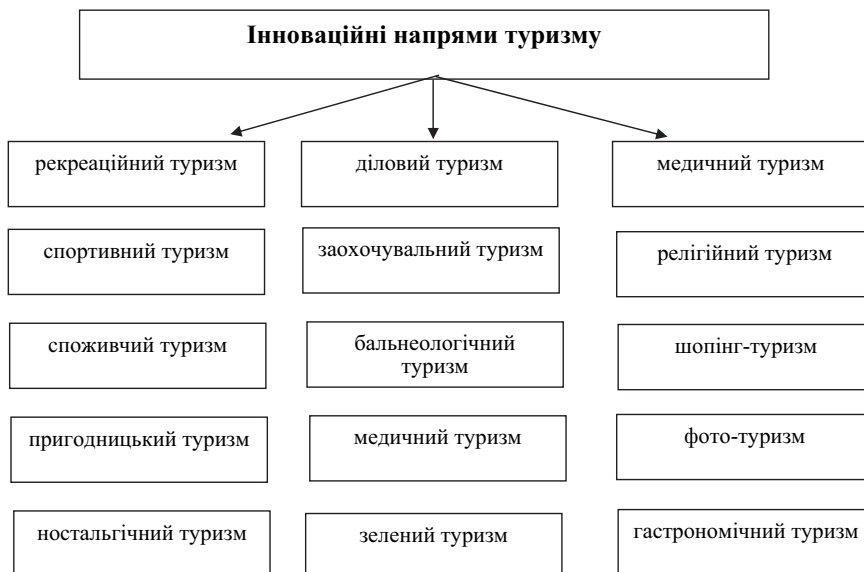 Інноваційні напрями туризму
рекреаційний туризм
діловий туризм
медичний туризм
спортивний туризм
заохочувальний туризм
релігійний туризм
споживчий туризм
бальнеологічний
туризм
шопінг-туризм
пригодницький туризм
медичний туризм
фото-туризм
ностальгічний туризм
зелений туризм
гастрономічний туризм